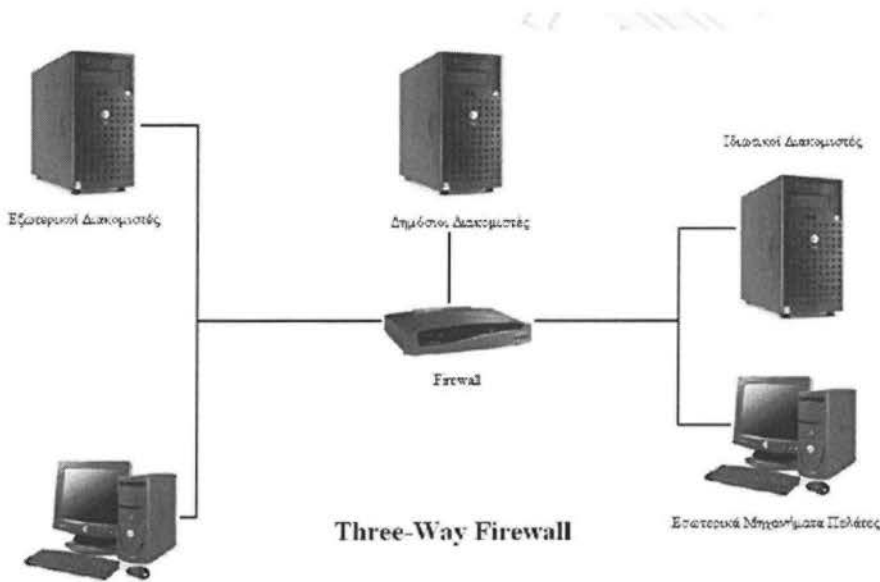 Ιδιωτικοί Διακομιστές
Εξωτερικοί Διακομιστές
Δημόσιοι Διακομιστές
Firewall
Three-Way Firewall
Εσωτερικά Μηχανήματα Πελάτες